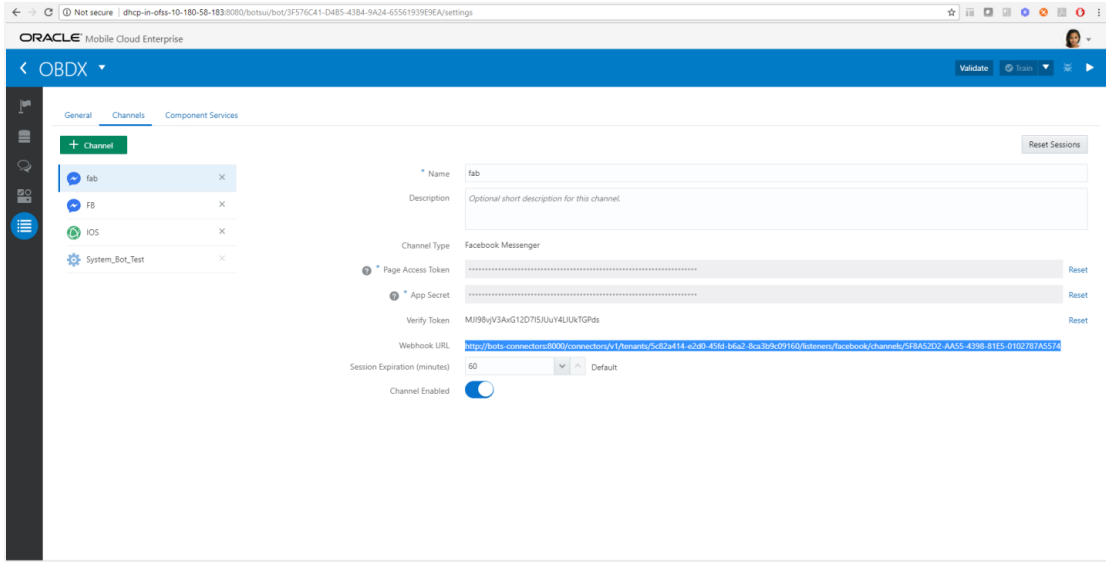 Not secure | dhcp-in-ofss-10-180-58-183:8080/botsui/bot/3F576C41-D4B5-43B4-9A24-65561939E9EA/settings
ORACLE Mobile Cloud Enterprise
OBDX
Validate Train
General Channels Component Services
+ Channel
Reset Sessions
fab
FB
IOS
System_Bot_Test
* Name fab
Description Optional short description for this channel.
Channel Type Facebook Messenger
* Page Access Token Reset
* App Secret Reset
Verify Token MJI98vjV3AxG12D7I5JUuY4LIUkTGPds Reset
Webhook URL http://bots-connectors:8000/connectors/v1/tenants/5c82a414-e2d0-45fd-b6a2-8ca3b9c09160/listeners/facebook/channels/5F8A52D2-AA55-4398-81E5-0102787A5574
Session Expiration (minutes) 60 Default
Channel Enabled